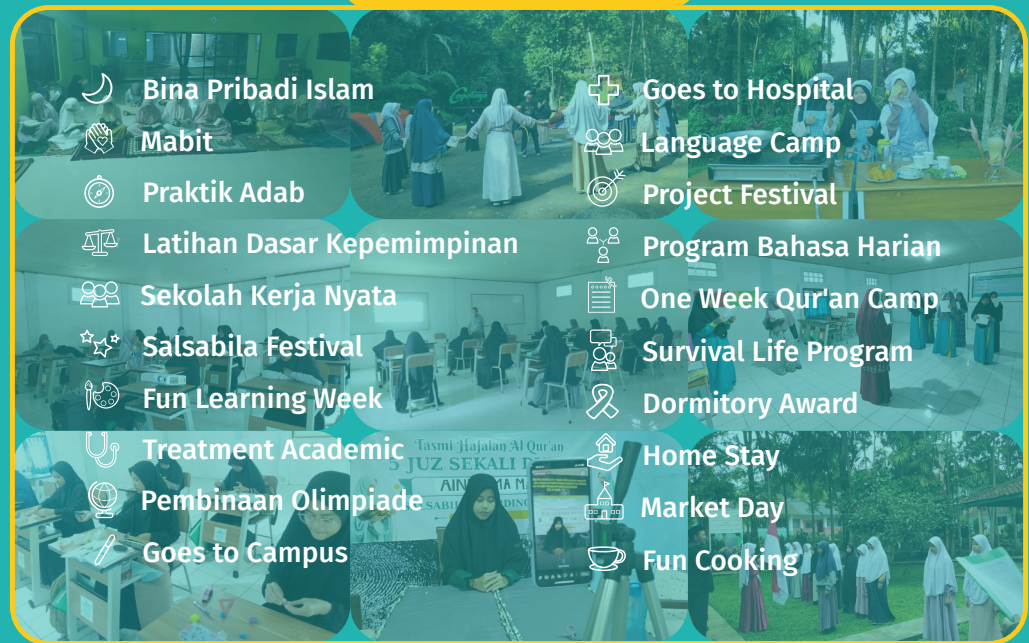 Bina Pribadi Islam
Mabit
Praktik Adab
Latihan Dasar Kepemimpinan
Sekolah Kerja Nyata
Salsabila Festival
Fun Learning Week
Treatment Academic
Pembinaan Olimpiade
Goes to Campus
Goes to Hospital
Language Camp
Project Festival
Program Bahasa Harian
One Week Qur'an Camp
Survival Life Program
Dormitory Award
Home Stay
Market Day
Fun Cooking
Tasmi Hafalan Al Qur'an
5 JUZ SEKALI